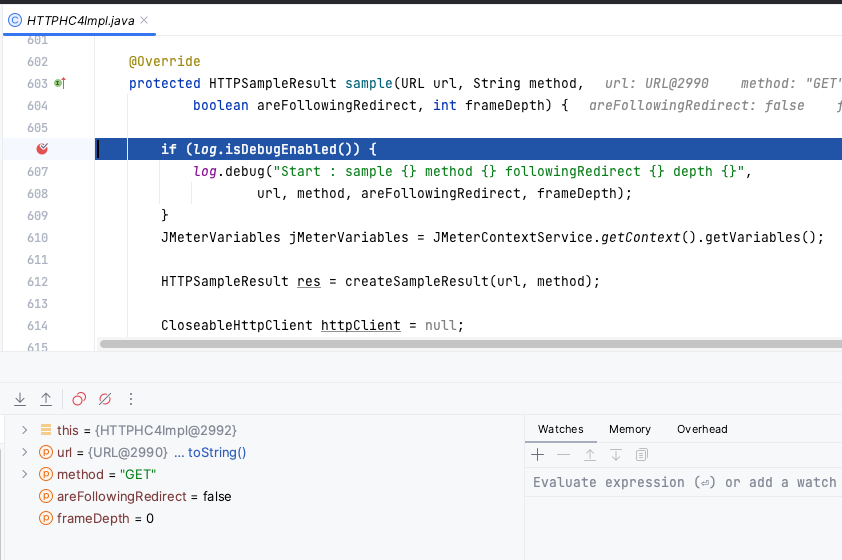 HTTPHC4Impl.java
601
602 @Override
603 protected HTTPSampleResult sample(URL url, String method, url: URL@2990 method: "GET"
604 boolean areFollowingRedirect, int frameDepth) { areFollowingRedirect: false f
605
if (log.isDebugEnabled()) {
607 log.debug("Start : sample {} method {} followingRedirect {} depth {}",
608 url, method, areFollowingRedirect, frameDepth);
609 }
610 JMeterVariables jMeterVariables = JMeterContextService.getContext().getVariables();
611
612 HTTPSampleResult res = createSampleResult(url, method);
613
614 CloseableHttpClient httpClient = null;
615
this = {HTTPHC4Impl@2992}
url = {URL@2990} ... toString()
method = "GET"
areFollowingRedirect = false
frameDepth = 0
Watches Memory Overhead
Evaluate expression (⏎) or add a watch